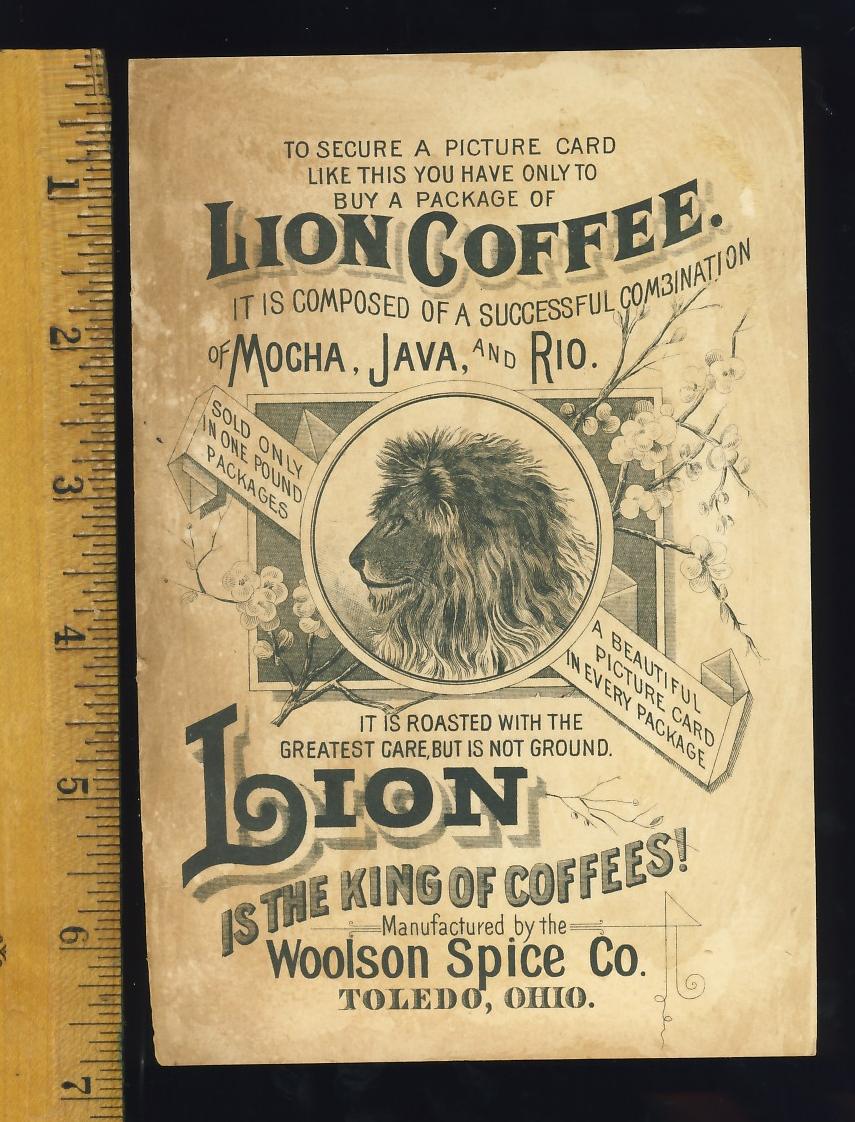 TO SECURE A PICTURE CARD
LIKE THIS YOU HAVE ONLY TO
BUY A PACKAGE OF
LION COFFEE.
IT IS COMPOSED OF A SUCCESSFUL COMBINATION
OF MOCHA, JAVA, AND RIO.
SOLD ONLY
IN ONE POUND
PACKAGES
A BEAUTIFUL
PICTURE CARD
IN EVERY PACKAGE
IT IS ROASTED WITH THE
GREATEST CARE, BUT IS NOT GROUND.
LION
IS THE KING OF COFFEES!
Manufactured by the
Woolson Spice Co.
TOLEDO, OHIO.
1
2
3
4
5
6
7